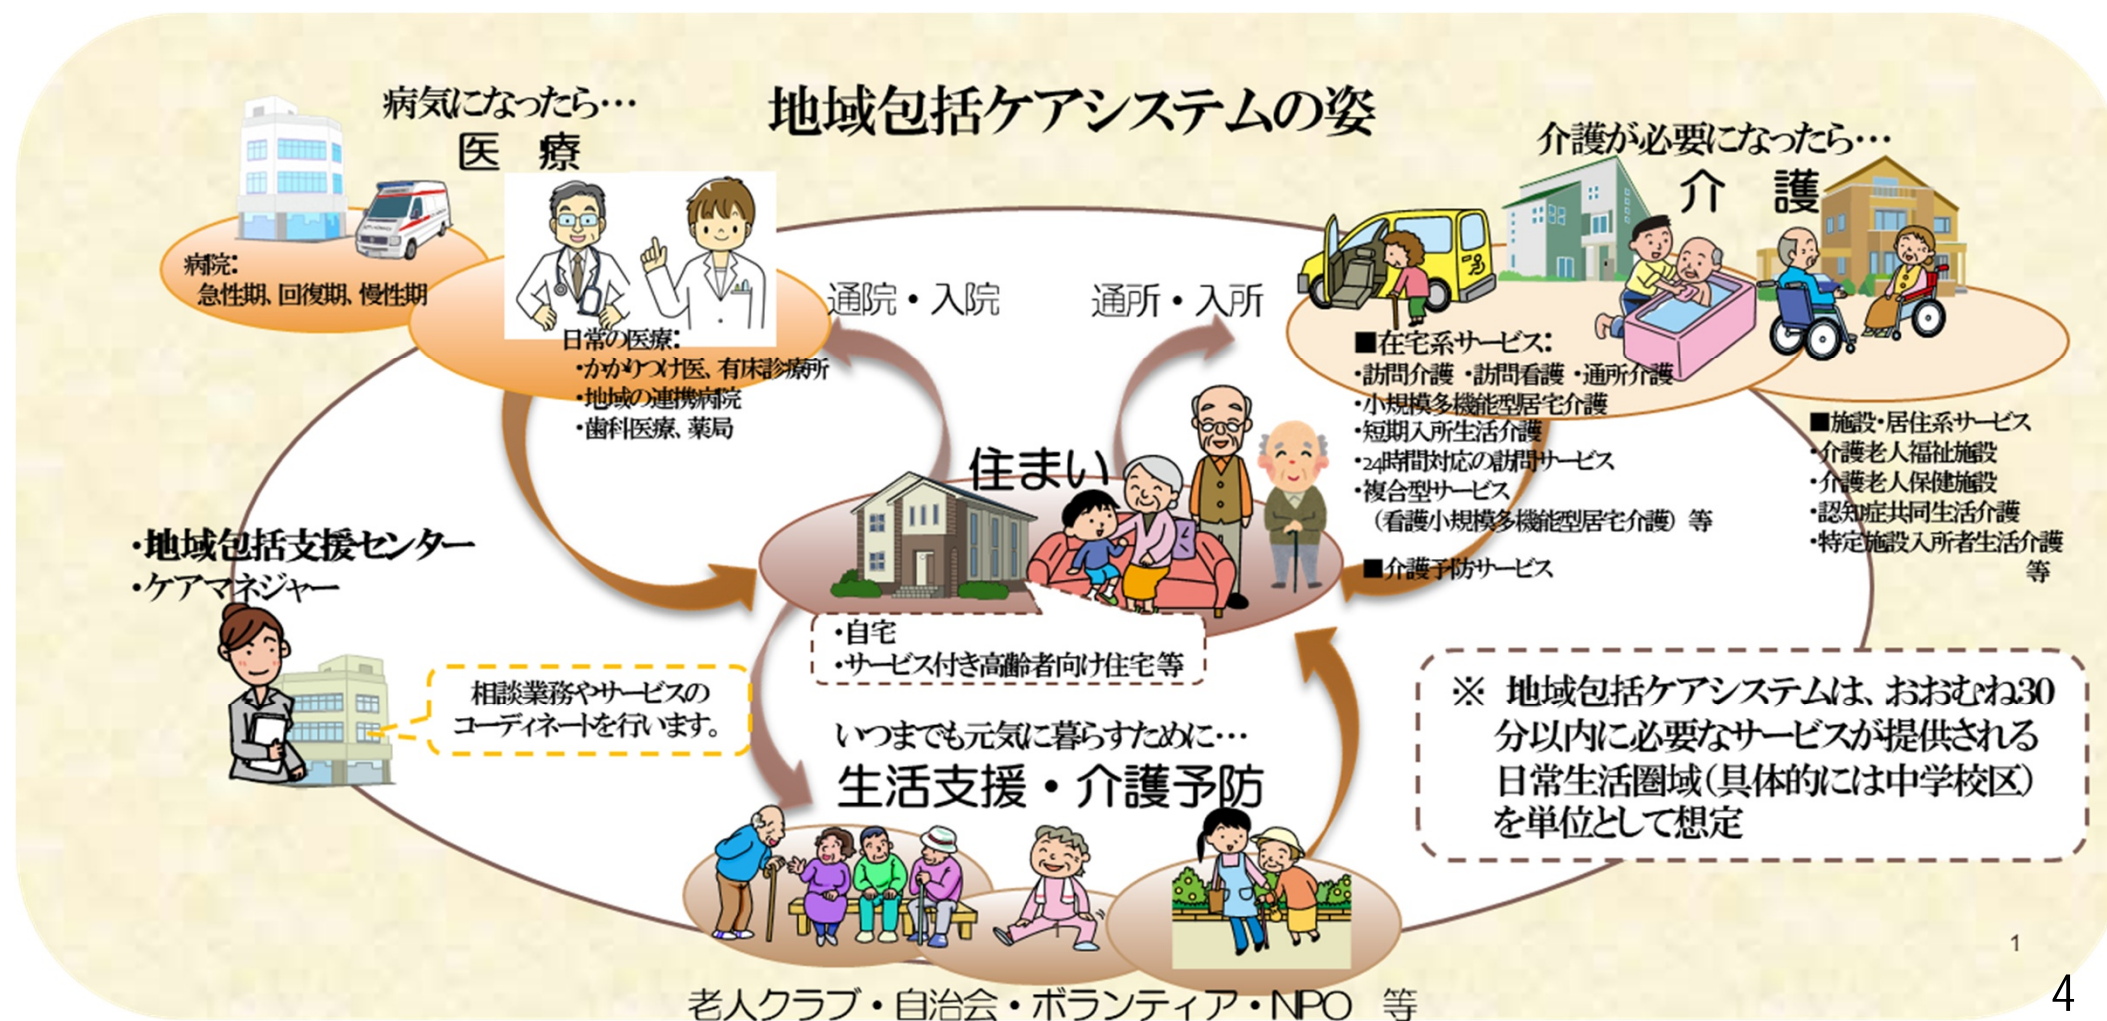 地域包括ケアシステムの姿
病気になったら…
医 療
病院：
急性期、回復期、慢性期
日常の医療：
・かかりつけ医、有床診療所
・地域の連携病院
・歯科医療、薬局
通院・入院
通所・入所
介護が必要になったら…
介 護
■在宅系サービス：
・訪問介護 ・訪問看護 ・通所介護
・小規模多機能型居宅介護
・短期入所生活介護
・24時間対応の訪問サービス
・複合型サービス
（看護小規模多機能型居宅介護） 等
■介護予防サービス
■施設・居住系サービス
・介護老人福祉施設
・介護老人保健施設
・認知症共同生活介護
・特定施設入所者生活介護
等
住まい
・自宅
・サービス付き高齢者向け住宅 等
・地域包括支援センター
・ケアマネジャー
相談業務やサービスの
コーディネートを行います。
いつまでも元気に暮らすために…
生活支援・介護予防
※ 地域包括ケアシステムは、おおむね30
分以内に必要なサービスが提供される
日常生活圏域（具体的には中学校区）
を単位として想定
老人クラブ・自治会・ボランティア・NPO 等
1
4